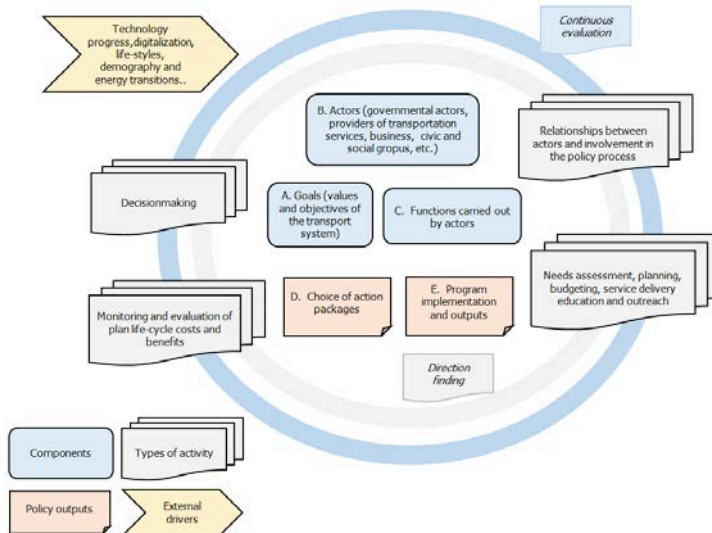 Technology
progress,digitalization,
life-styles,
demography and
energy transitions..
Continuous
evaluation
B. Actors (governmental actors,
providers of transportation
services, business, civic and
social gropus, etc.)
Relationships between
actors and involvement in
the policy process
Decisionmaking
A. Goals (values
and objectives of
the transport
system)
C. Functions carried out
by actors
Needs assessment, planning,
budgeting, service delivery
education and outreach
Monitoring and evaluation of
plan life-cycle costs and
benefits
D. Choice of action
packages
E. Program
implementation
and outputs
Direction
finding
Components
Types of activity
Policy outputs
External
drivers